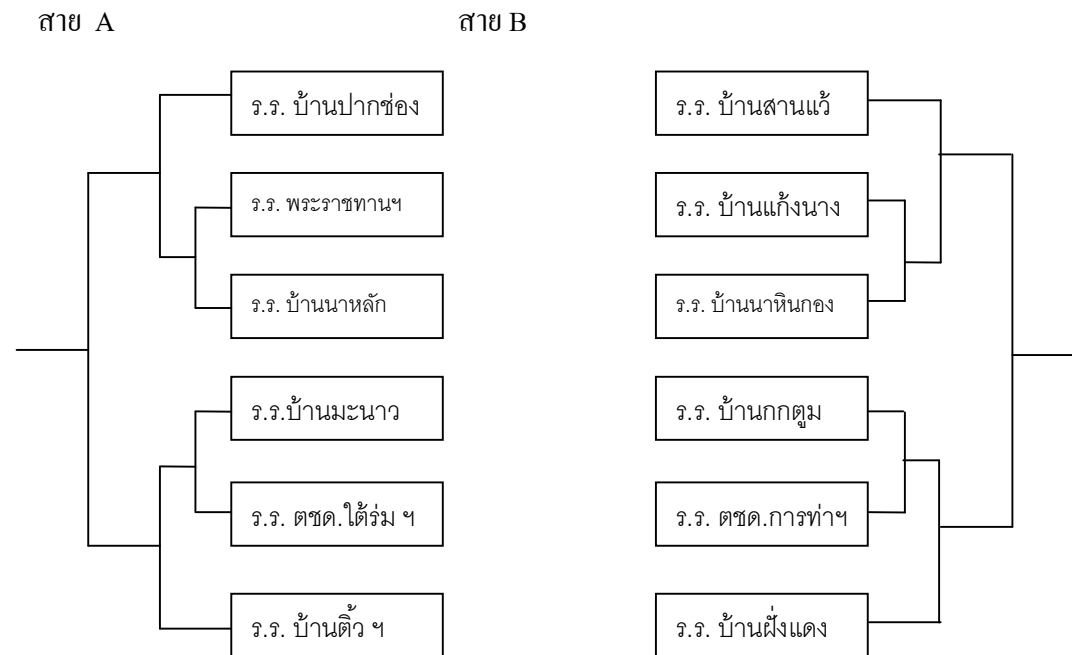 สาย A
สาย B
ร.ร. บ้านปากช่อง
ร.ร. พระราชทานฯ
ร.ร. บ้านนาหลัก
ร.ร.บ้านมะนาว
ร.ร. ตชด.ใต้ร่ม ฯ
ร.ร. บ้านติ้ว ฯ
ร.ร. บ้านสานแว้
ร.ร. บ้านแก้งนาง
ร.ร. บ้านนาหินกอง
ร.ร. บ้านกกตูม
ร.ร. ตชด.การท่าฯ
ร.ร. บ้านฝั่งแดง